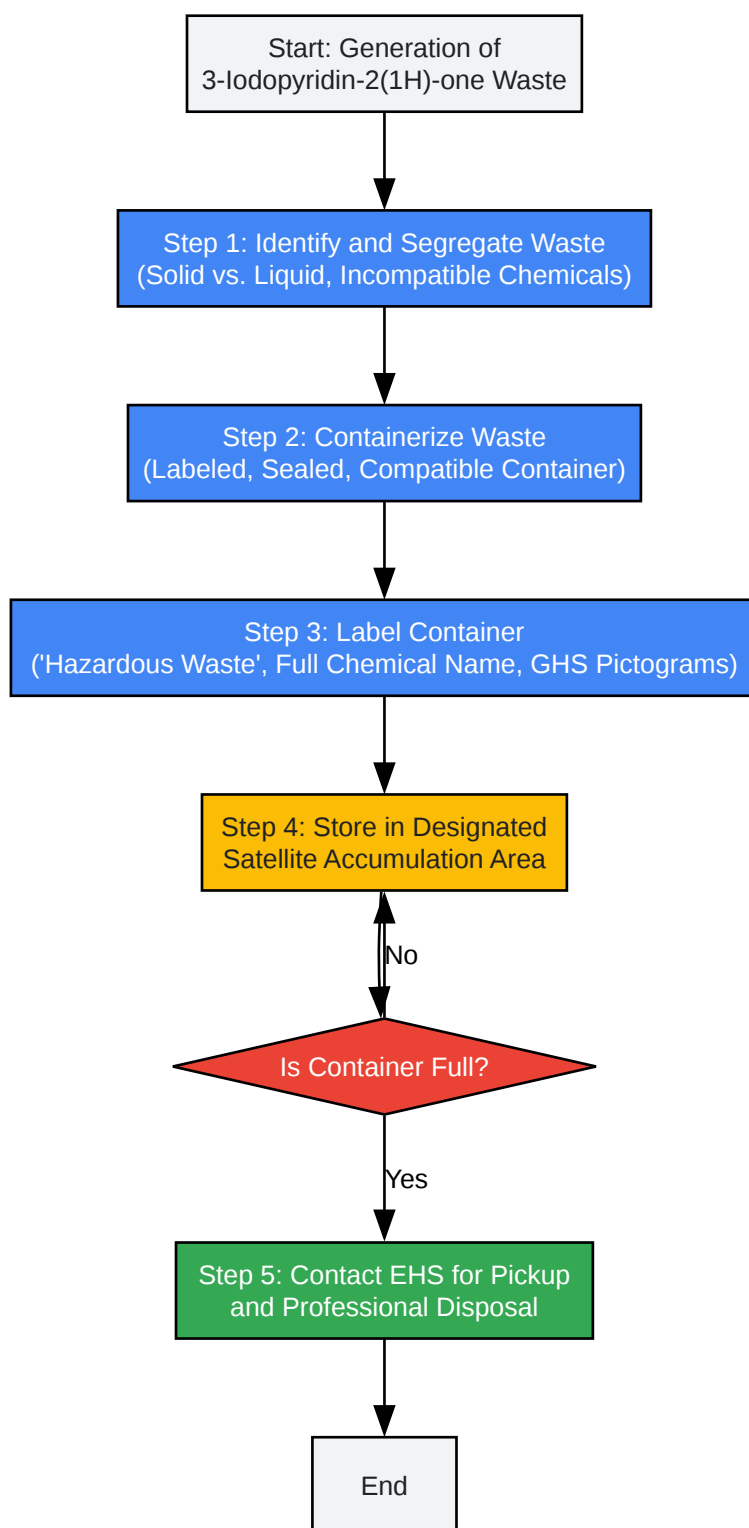 Start: Generation of
3-Iodopyridin-2(1H)-one Waste
Step 1: Identify and Segregate Waste
(Solid vs. Liquid, Incompatible Chemicals)
Step 2: Containerize Waste
(Labeled, Sealed, Compatible Container)
Step 3: Label Container
('Hazardous Waste', Full Chemical Name, GHS Pictograms)
Step 4: Store in Designated
Satellite Accumulation Area
No
Is Container Full?
Yes
Step 5: Contact EHS for Pickup
and Professional Disposal
End